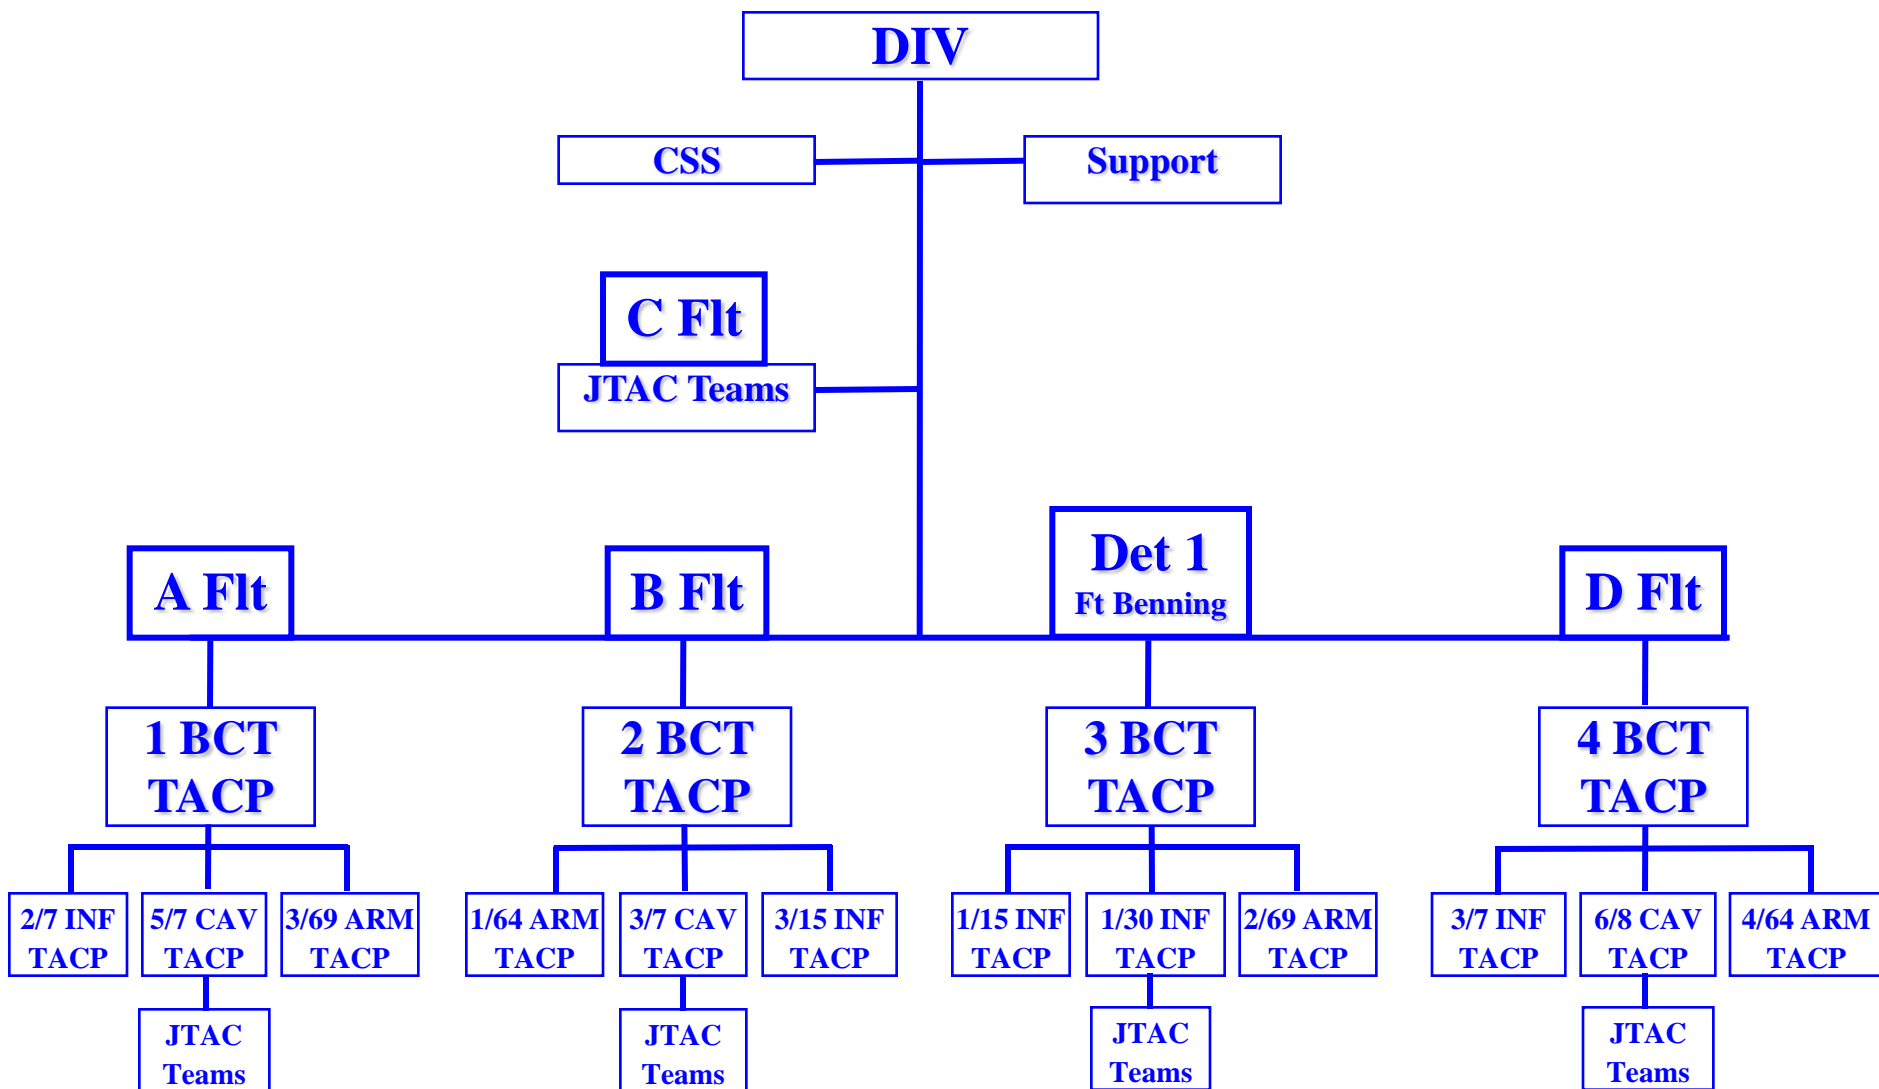 DIV
CSS
Support
C Flt
JTAC Teams
A Flt
B Flt
Det 1
Ft Benning
D Flt
1 BCT
TACP
2 BCT
TACP
3 BCT
TACP
4 BCT
TACP
2/7 INF
TACP
5/7 CAV
TACP
3/69 ARM
TACP
1/64 ARM
TACP
3/7 CAV
TACP
3/15 INF
TACP
1/15 INF
TACP
1/30 INF
TACP
2/69 ARM
TACP
3/7 INF
TACP
6/8 CAV
TACP
4/64 ARM
TACP
JTAC
Teams
JTAC
Teams
JTAC
Teams
JTAC
Teams